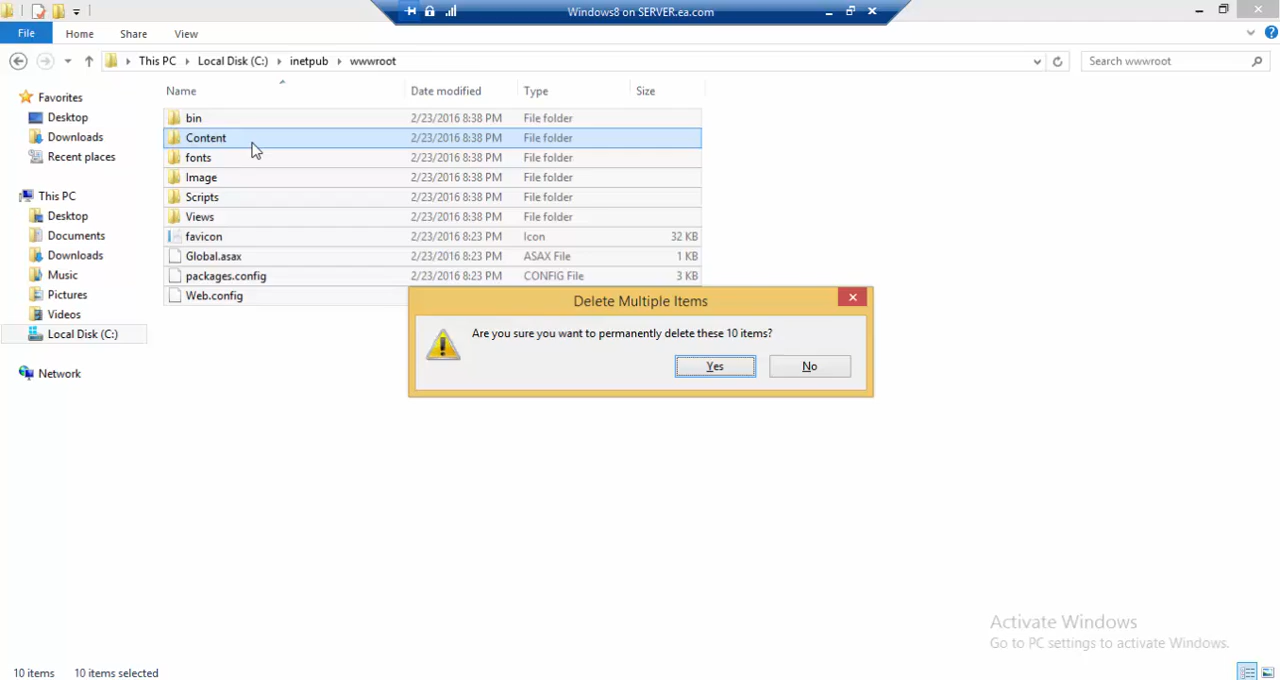 Windows8 on SERVER.ea.com
File Home Share View
This PC Local Disk (C:) inetpub wwwroot Search wwwroot
Name Date modified Type Size
Favorites
Desktop
Downloads
Recent places
This PC
Desktop
Documents
Downloads
Music
Pictures
Videos
Local Disk (C:)
Network
bin 2/23/2016 8:38 PM File folder
Content 2/23/2016 8:38 PM File folder
fonts 2/23/2016 8:38 PM File folder
Image 2/23/2016 8:38 PM File folder
Scripts 2/23/2016 8:38 PM File folder
Views 2/23/2016 8:38 PM File folder
favicon 2/23/2016 8:23 PM Icon 32 KB
Global.asax 2/23/2016 8:23 PM ASAX File 1 KB
packages.config 2/23/2016 8:23 PM CONFIG File 3 KB
Web.config
Delete Multiple Items
Are you sure you want to permanently delete these 10 items?
Yes No
Activate Windows
Go to PC settings to activate Windows.
10 items 10 items selected